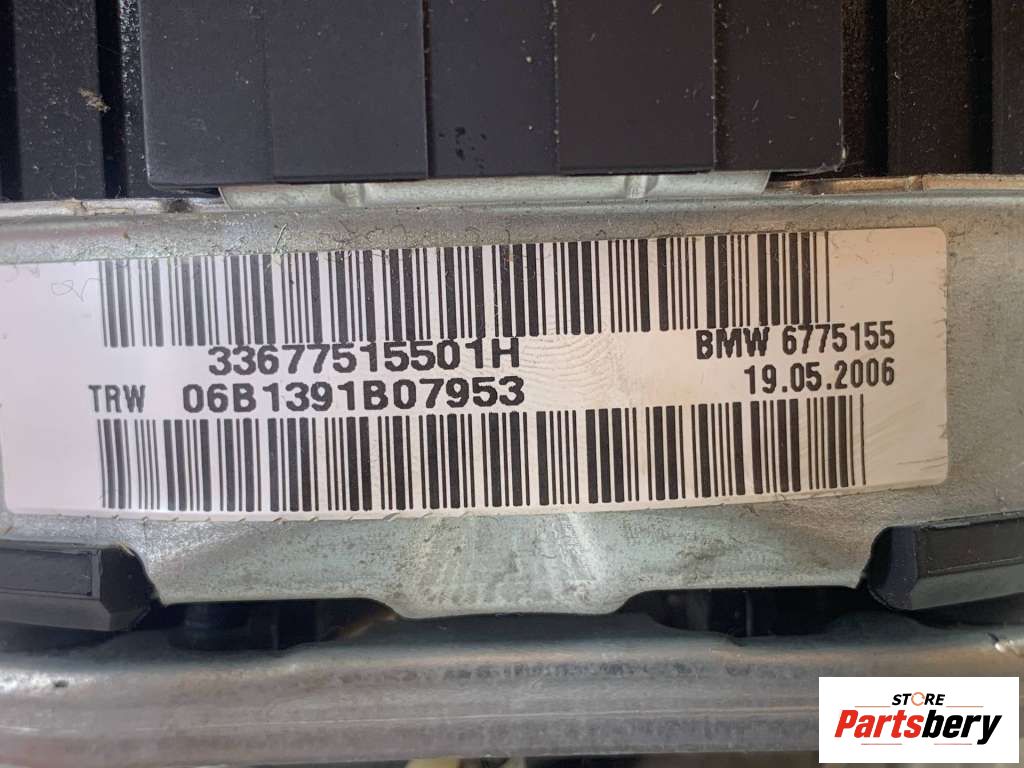 33677515501H
BMW 6775155
TRW 06B1391B07953
19.05.2006
STORE
Partsbery